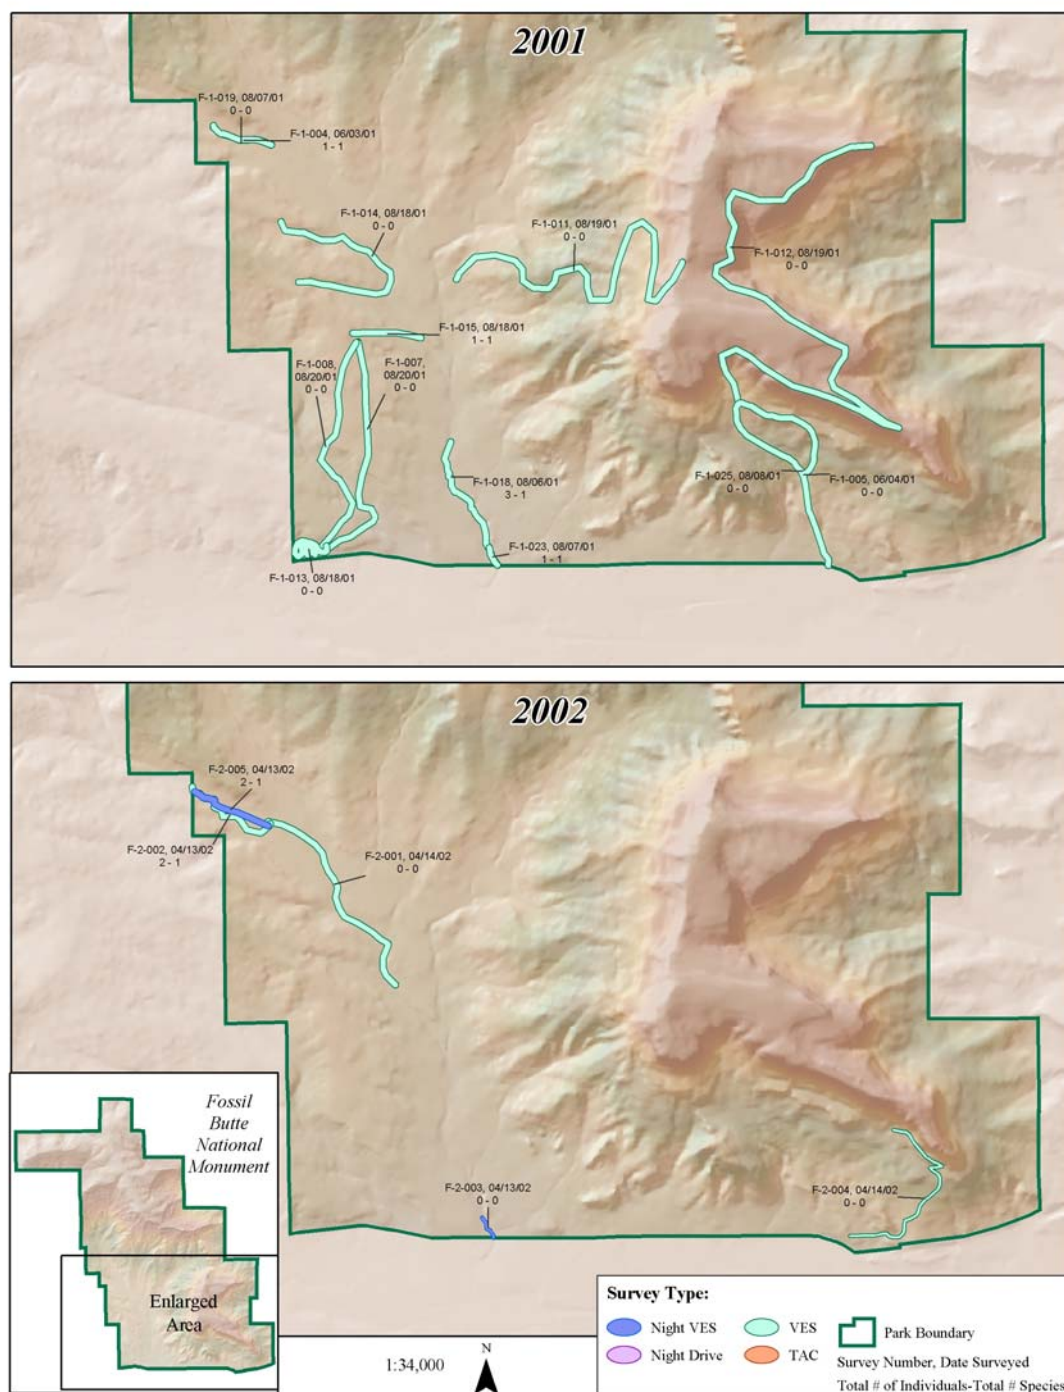 2001
F-1-019, 08/07/01
0 - 0
F-1-004, 06/03/01
1 - 1
F-1-014, 08/18/01
0 - 0
F-1-011, 08/19/01
0 - 0
F-1-012, 08/19/01
0 - 0
F-1-015, 08/18/01
1 - 1
F-1-008,
08/20/01
0 - 0
F-1-007,
08/20/01
0 - 0
F-1-018, 08/06/01
3 - 1
F-1-025, 08/08/01
0 - 0
F-1-005, 06/04/01
0 - 0
F-1-023, 08/07/01
1 - 1
F-1-013, 08/18/01
0 - 0
2002
F-2-005, 04/13/02
2 - 1
F-2-002, 04/13/02
2 - 1
F-2-001, 04/14/02
0 - 0
F-2-003, 04/13/02
0 - 0
F-2-004, 04/14/02
0 - 0
Fossil
Butte
National
Monument
Enlarged
Area
1:34,000
N
Survey Type:
Night VES
VES
Night Drive
TAC
Park Boundary
Survey Number, Date Surveyed
Total # of Individuals-Total # Species